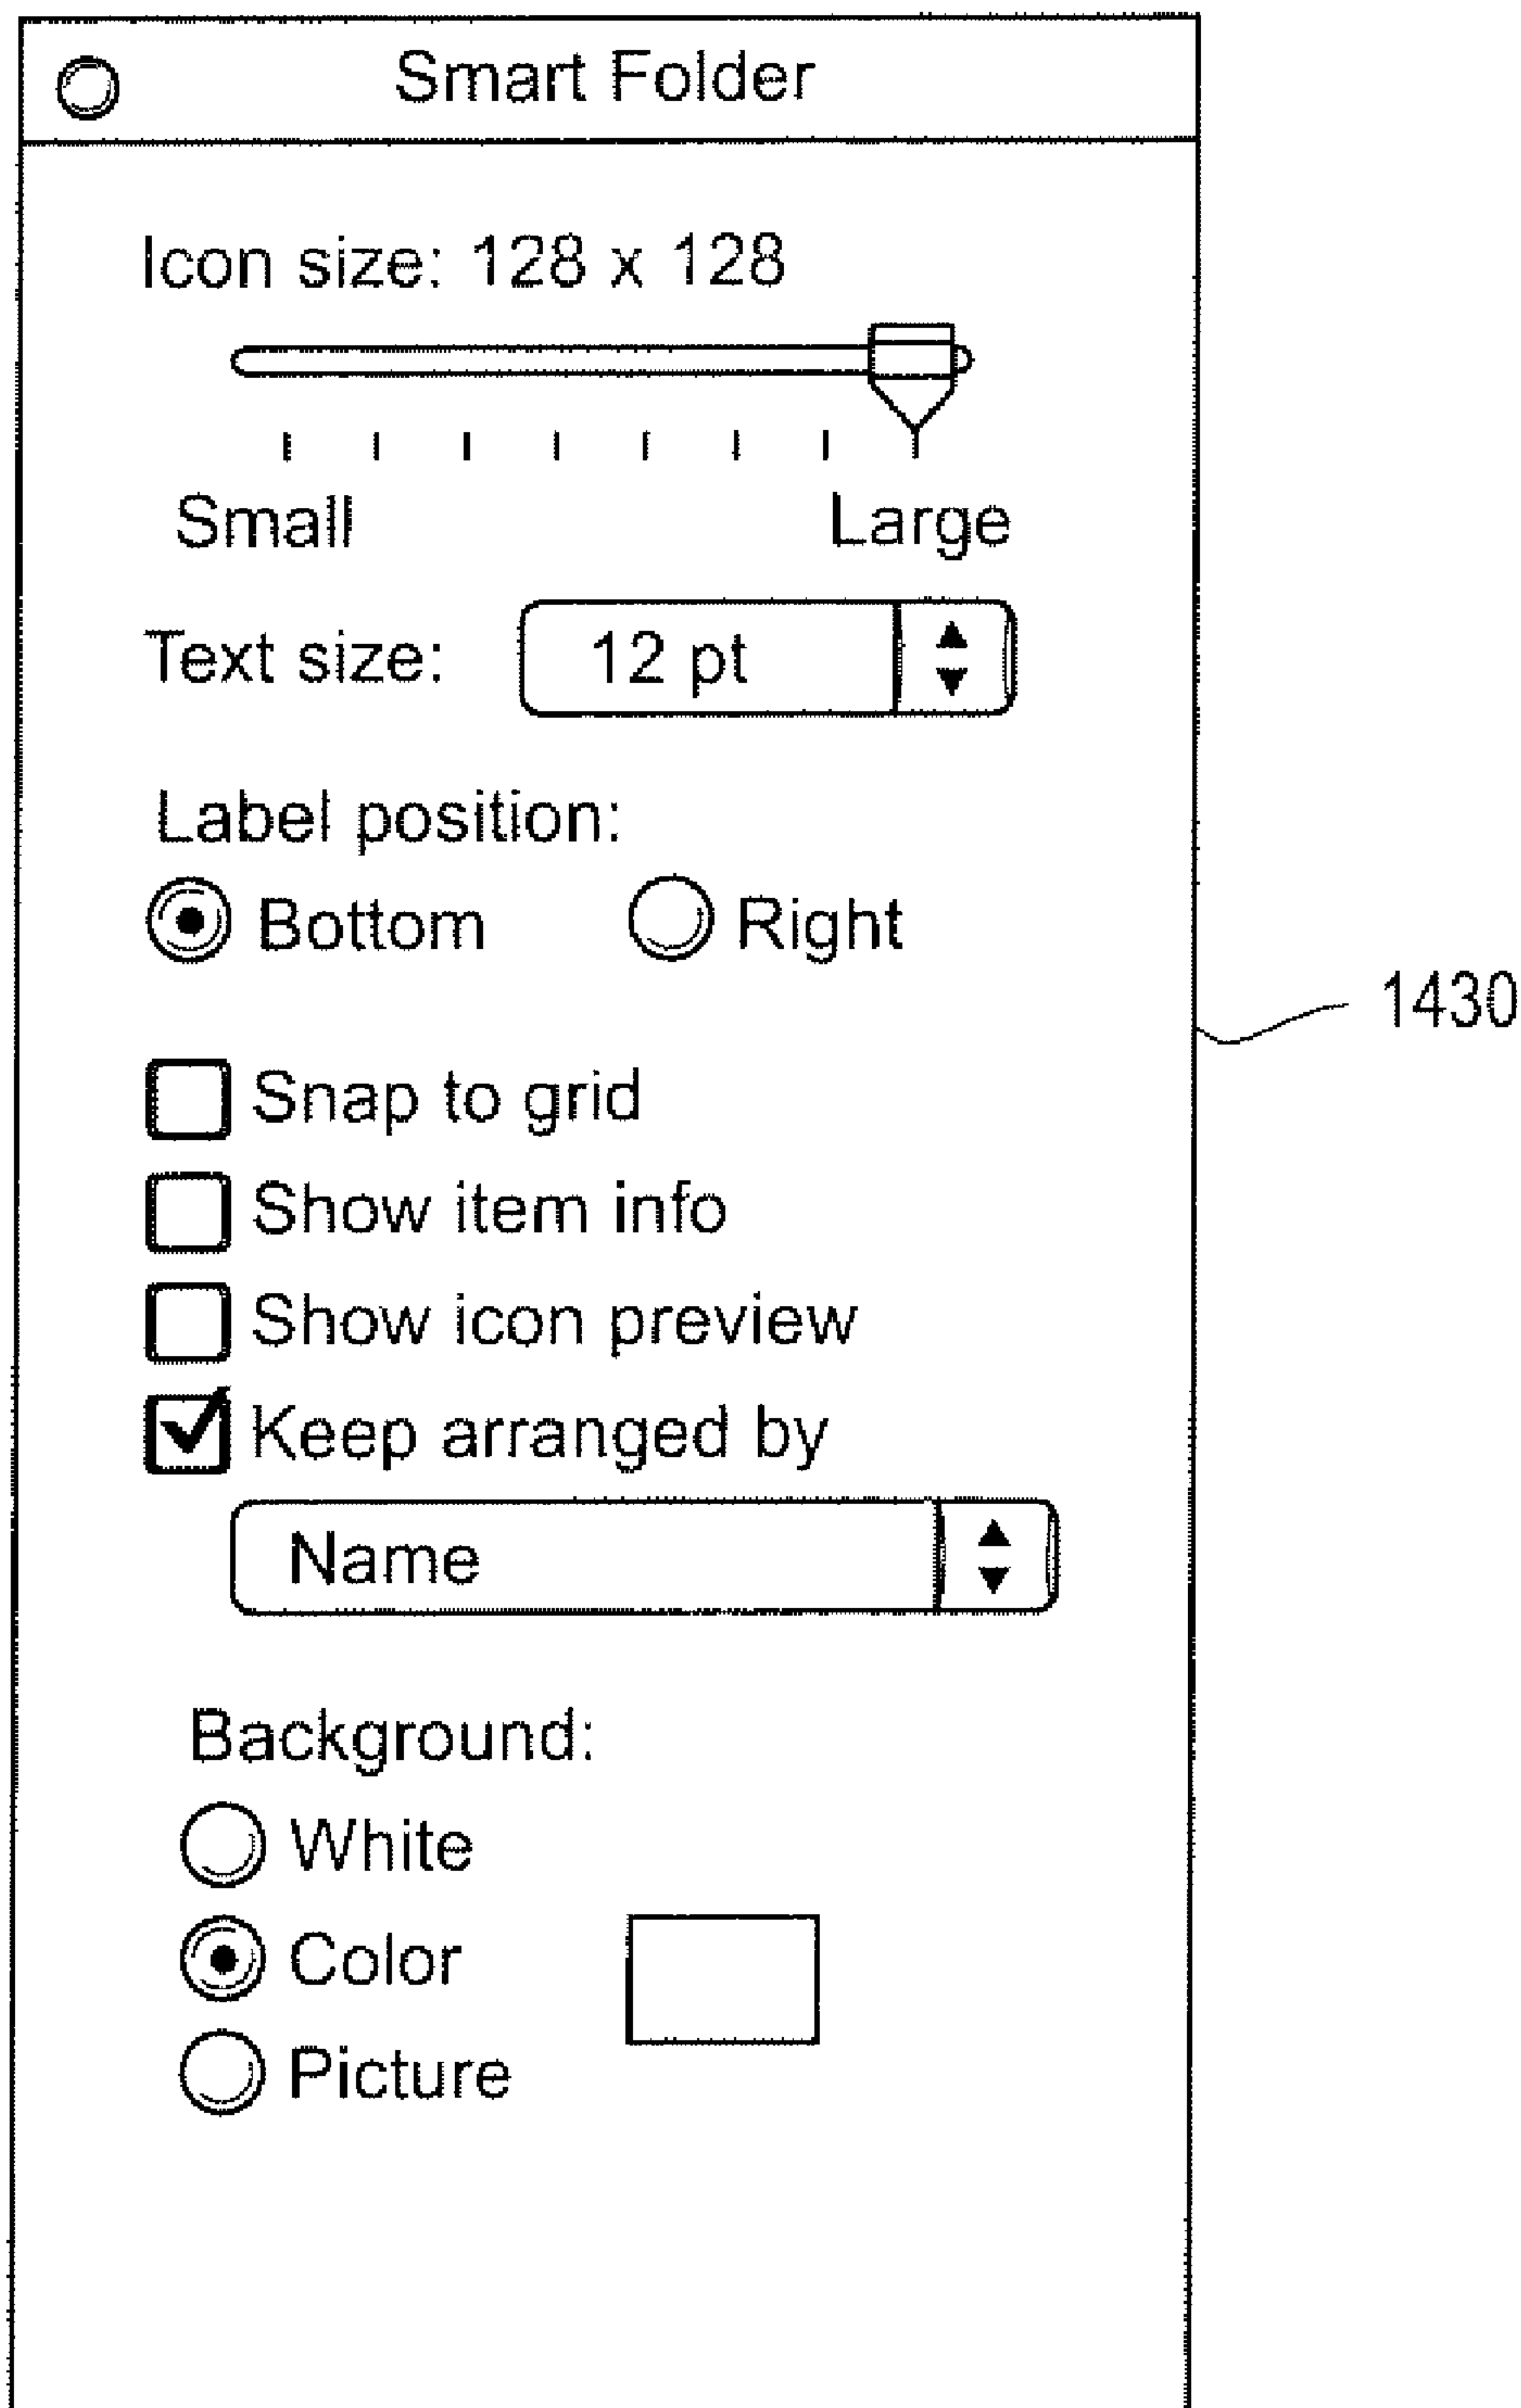 Smart Folder
Icon size: 128 x 128
Small Large
Text size: 12 pt
Label position:
Bottom Right
1430
Snap to grid
Show item info
Show icon preview
Keep arranged by
Name
Background:
White
Color
Picture